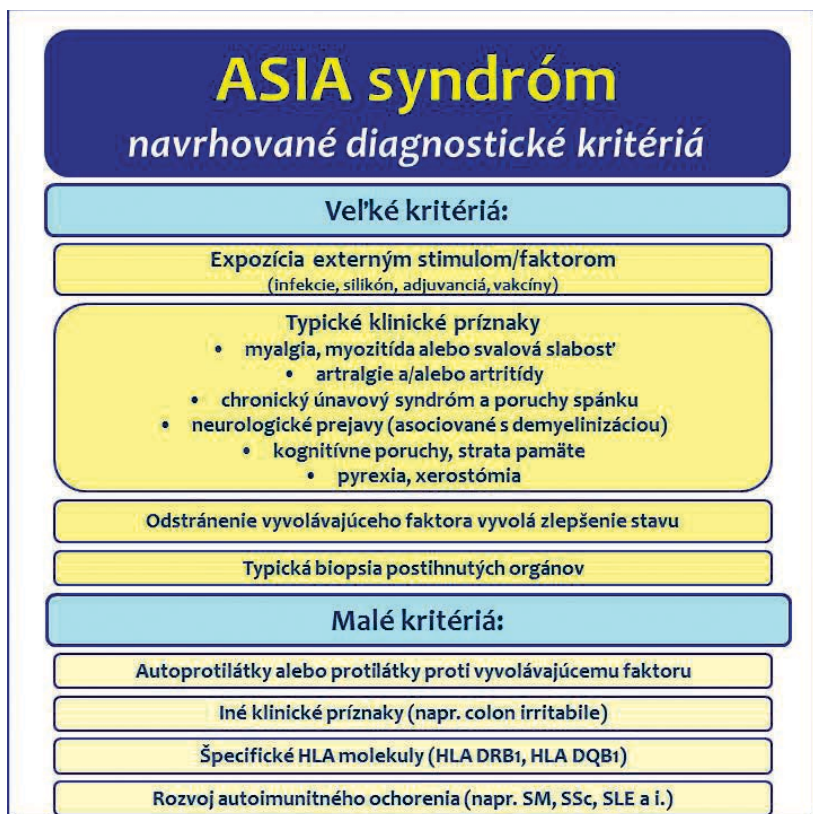 ASIA syndróm
navrhované diagnostické kritériá
Veľké kritériá:
Expozícia externým stimulom/faktorom
(infekcie, silikón, adjuvanciá, vakcíny)
Typické klinické príznaky
• myalgia, myozitída alebo svalová slabosť
• artralgie a/alebo artritídy
• chronický únavový syndróm a poruchy spánku
• neurologické prejavy (asociované s demyelinizáciou)
• kognitívne poruchy, strata pamäte
• pyrexia, xerostómia
Odstránenie vyvolávajúceho faktora vyvolá zlepšenie stavu
Typická biopsia postihnutých orgánov
Malé kritériá:
Autoprotilátky alebo protilátky proti vyvolávajúcemu faktoru
Iné klinické príznaky (napr. colon irritabile)
Špecifické HLA molekuly (HLA DRB1, HLA DQB1)
Rozvoj autoimunitného ochorenia (napr. SM, SSc, SLE a i.)